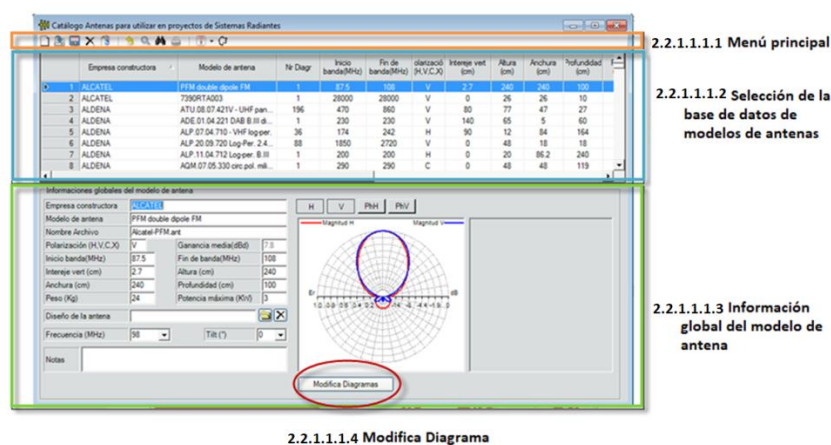 Catálogo Antenas para utilizar en proyectos de Sistemas Radiantes
2.2.1.1.1.1 Menú principal
Empresa constructora Modelo de antena Nr Diagr Inicio banda(MHz) Fin de banda(MHz) olarizació (H,V,C,X) Intereje vert (cm) Altura (cm) Anchura (cm) Profundidad (cm)
1 ALCATEL PFM double dipole FM 1 87.5 108 V 2.7 240 240 100
2 ALCATEL 7390RTA003 1 28000 28000 V 0 26 26 10
3 ALDENA ATU.08.07.421V - UHF pan... 196 470 860 V 80 77 47 27
4 ALDENA ADE.01.04.221 DAB B.III di... 1 230 230 V 140 65 5 60
5 ALDENA ALP.07.04.710 - VHF log-per. 36 174 242 H 90 12 84 164
6 ALDENA ALP.20.09.720 Log-Per. 2.4... 88 1850 2720 V 0 48 18 18
7 ALDENA ALP.11.04.712 Log-per. B.III 1 200 200 H 0 20 86.2 240
8 ALDENA AQM.07.05.330 circ.pol. mili... 1 290 290 C 0 48 48 119
2.2.1.1.1.2 Selección de la
base de datos de
modelos de antenas
Informaciones globales del modelo de antena
Empresa constructora ALCATEL
Modelo de antena PFM double dipole FM
Nombre Archivo Alcatel-PFM.ant
Polarización (H,V,C,X) V Ganancia media(dBd) 7.8
Inicio banda(MHz) 87.5 Fin de banda(MHz) 108
Intereje vert (cm) 2.7 Altura (cm) 240
Anchura (cm) 240 Profundidad (cm) 100
Peso (Kg) 24 Potencia máxima (KW) 3
Diseño de la antena
Frecuencia (MHz) 98 Tilt (°) 0
Notas
H V PhH PhV
Magnitud H Magnitud V
E/ dB
Modifica Diagramas
2.2.1.1.1.3 Información
global del modelo de
antena
2.2.1.1.1.4 Modifica Diagrama